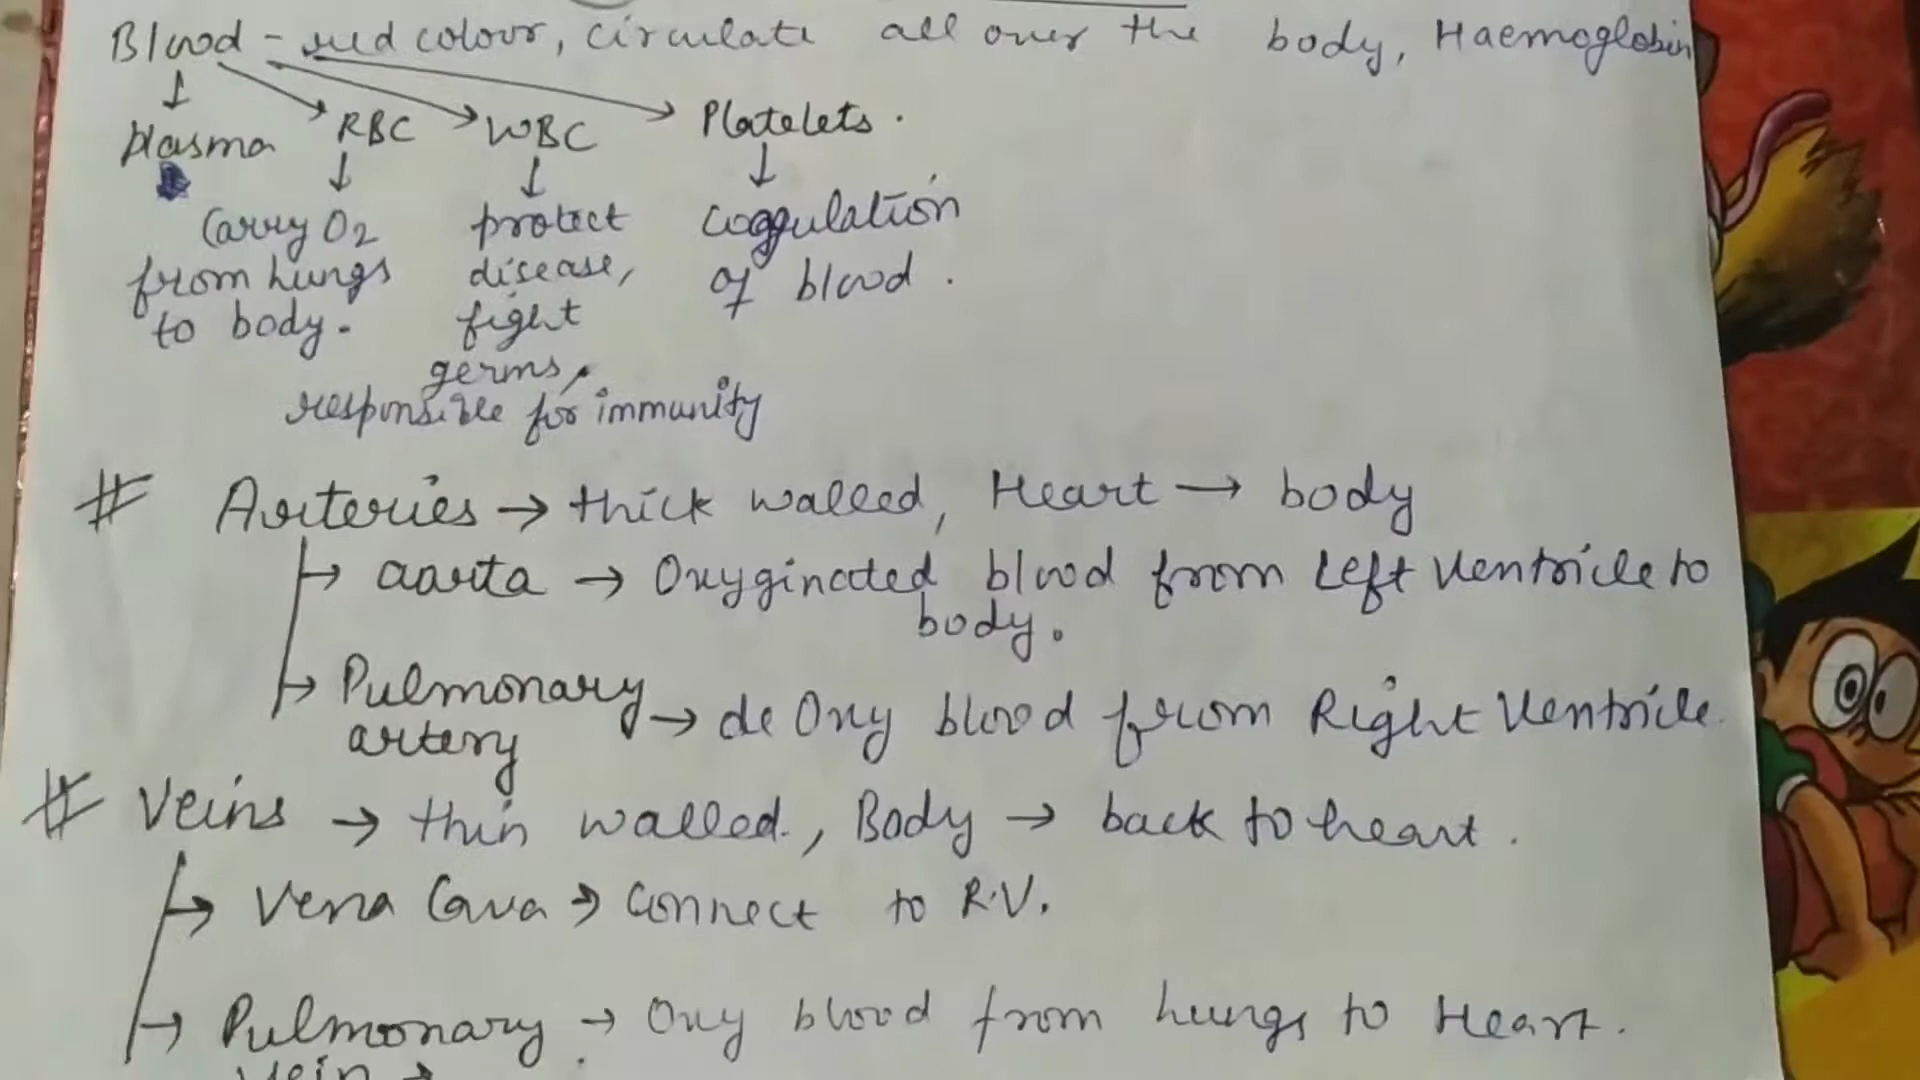 Blood - red colour, circulate all over the body, Haemoglobin
↓
Plasma → RBC → WBC → Platelets.
↓ ↓ ↓
Carry O2 protect coagulation
from lungs disease, of blood.
to body. fight
germs,
responsible for immunity
# Arteries → thick walled, Heart → body
→ aorta → Oxyginated blood from Left Ventricle to
body.
→ Pulmonary → de Oxy blood from Right Ventricle
artery
# Veins → thin walled., Body → back to heart.
→ Vena Cava → Connect to R.V.
→ Pulmonary → Oxy blood from lungs to Heart.
vein →